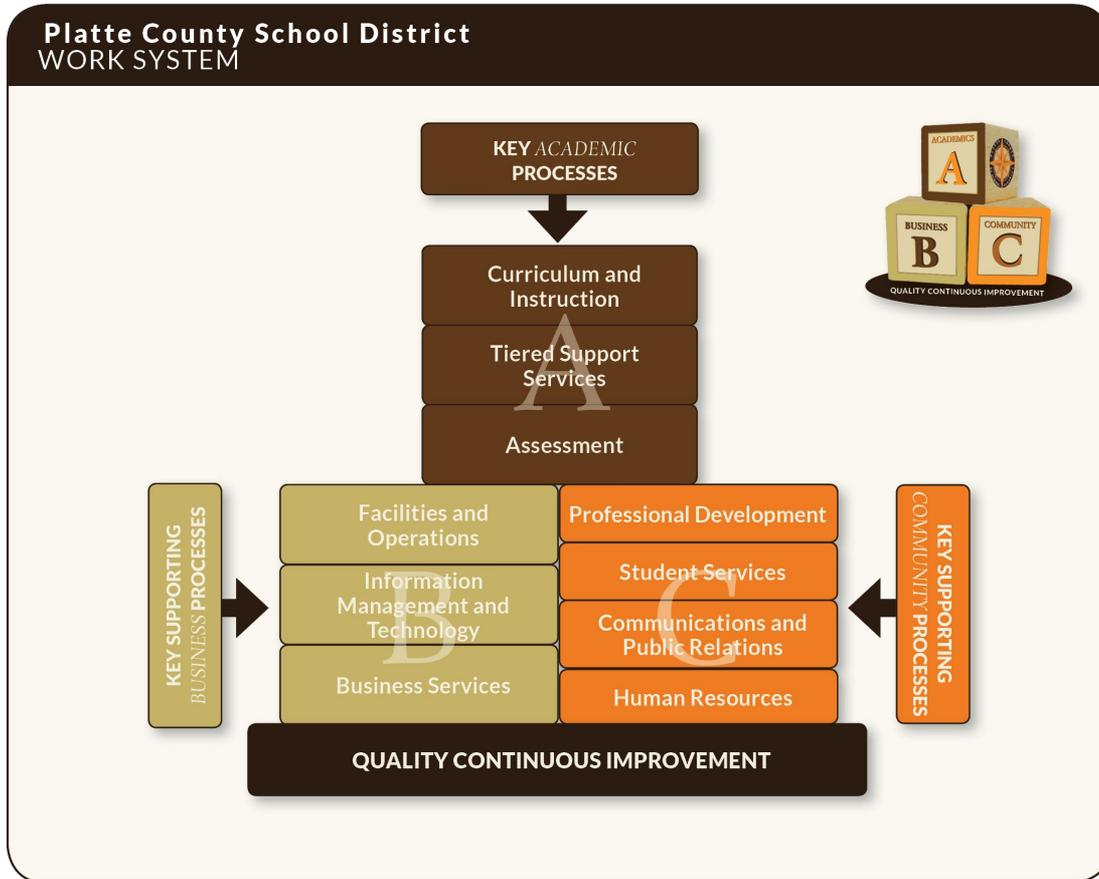 Platte County School District
WORK SYSTEM
KEY ACADEMIC
PROCESSES
ACADEMICS
A
BUSINESS
B
COMMUNITY
C
QUALITY CONTINUOUS IMPROVEMENT
A
Curriculum and
Instruction
Tiered Support
Services
Assessment
KEY SUPPORTING
BUSINESS PROCESSES
B
Facilities and
Operations
Information
Management and
Technology
Business Services
C
Professional Development
Student Services
Communications and
Public Relations
Human Resources
KEY SUPPORTING
COMMUNITY PROCESSES
QUALITY CONTINUOUS IMPROVEMENT